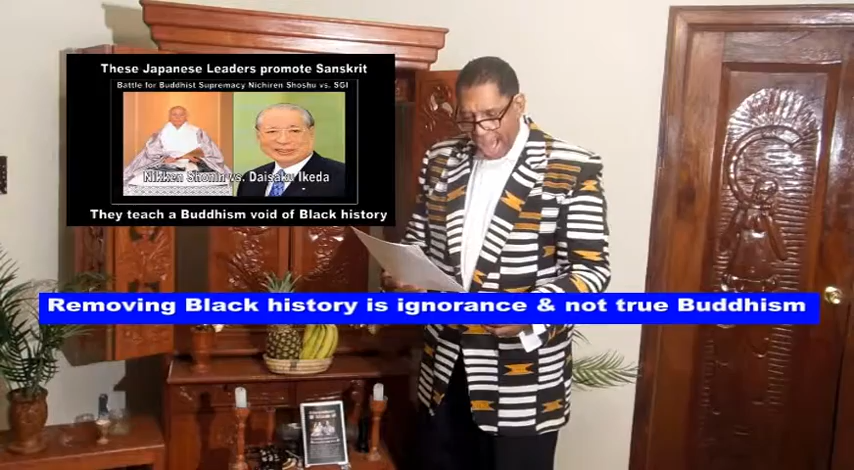 These Japanese Leaders promote Sanskrit
Battle for Buddhist Supremacy Nichiren Shoshu vs. SGI
Nikken Shonin vs. Daisaku Ikeda
They teach a Buddhism void of BLACK history
Removing Black history is ignorance & not true Buddhism